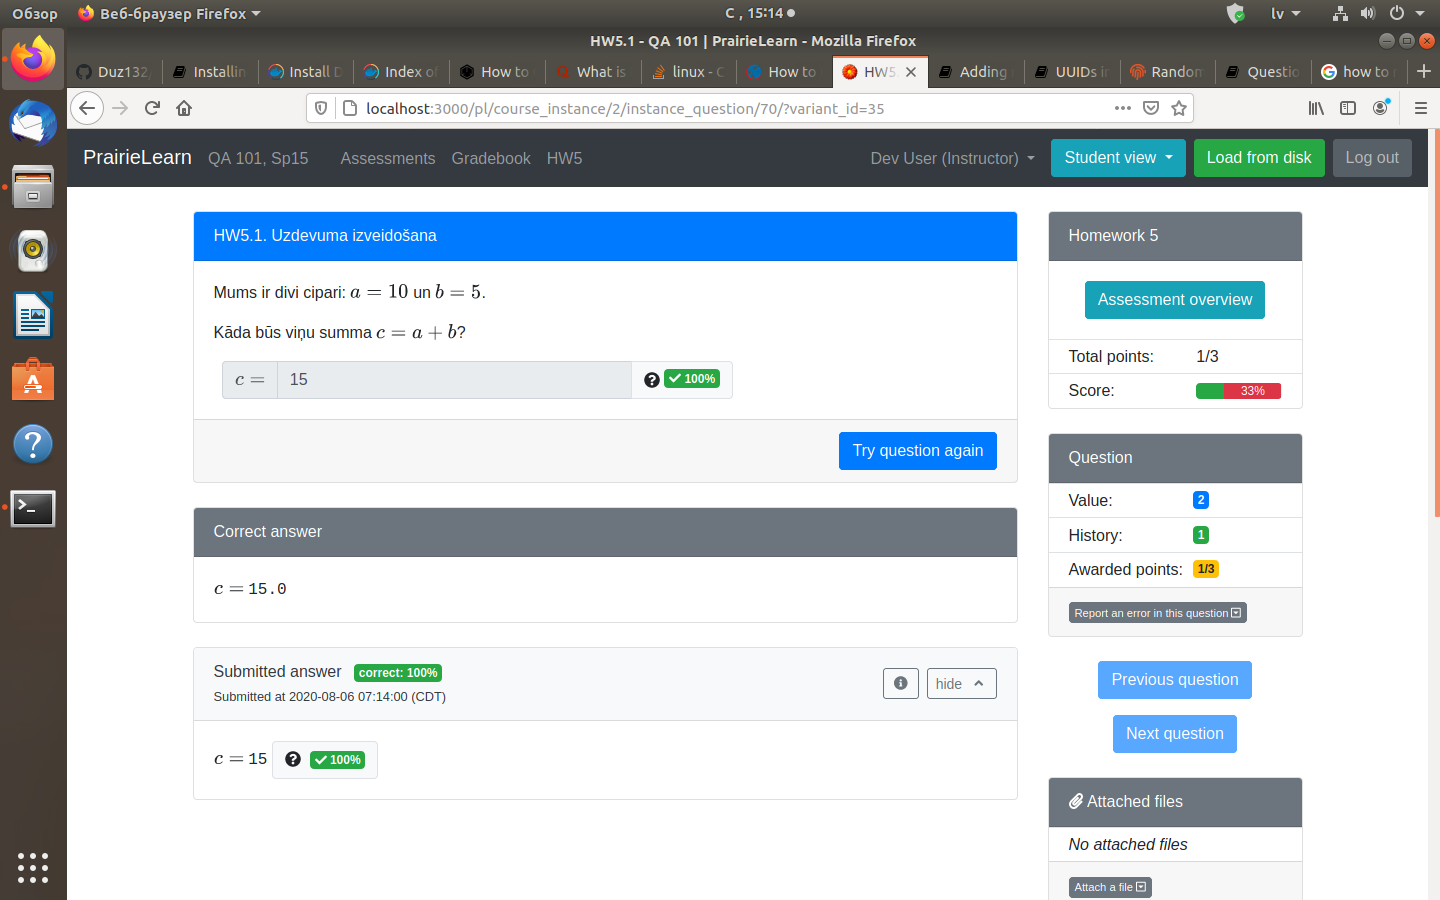 Обзор
Веб-браузер Firefox
С , 15:14
lv
HW5.1 - QA 101 | PrairieLearn - Mozilla Firefox
Duz132
Installin
Install D
Index of
How to
What is
linux - C
How to
HW5.
Adding
UUIDs i
Random
Questio
how to
localhost:3000/pl/course_instance/2/instance_question/70/?variant_id=35
PrairieLearn
QA 101, Sp15
Assessments
Gradebook
HW5
Dev User (Instructor)
Student view
Load from disk
Log out
HW5.1. Uzdevuma izveidošana
Mums ir divi cipari: a = 10 un b = 5.
Kāda būs viņu summa c = a + b?
c = 15
? 100%
Try question again
Correct answer
c = 15.0
Submitted answer correct: 100%
Submitted at 2020-08-06 07:14:00 (CDT)
hide
c = 15 ? 100%
Homework 5
Assessment overview
Total points: 1/3
Score: 33%
Question
Value: 2
History: 1
Awarded points: 1/3
Report an error in this question
Previous question
Next question
Attached files
No attached files
Attach a file